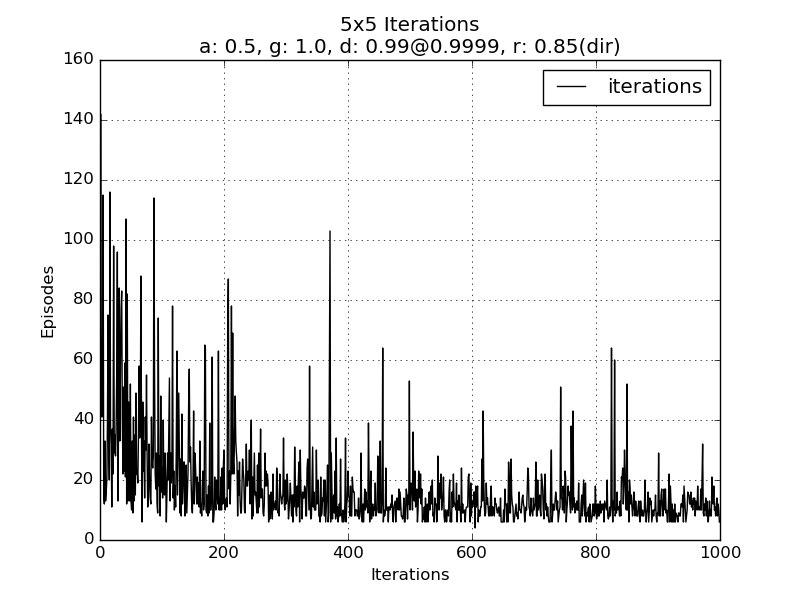 5x5 Iterations
a: 0.5, g: 1.0, d: 0.99@0.9999, r: 0.85(dir)
iterations
Episodes
160
140
120
100
80
60
40
20
0
0 200 400 600 800 1000
Iterations